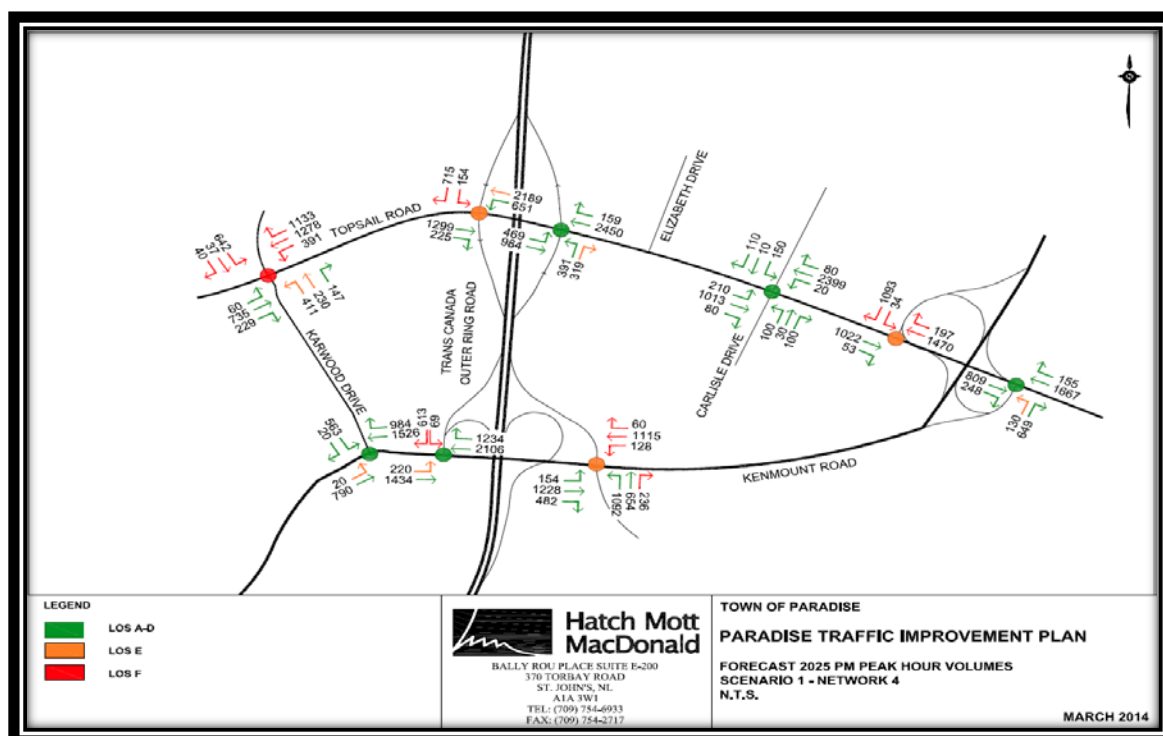 715
154
2189
651
1299
225
469
984
159
2450
391
319
TOPSAIL ROAD
1133
1278
391
642
37
40
60
735
229
411
230
147
KARWOOD DRIVE
TRANS CANADA
OUTER RING ROAD
ELIZABETH DRIVE
CARLISLE DRIVE
110
10
150
80
2399
20
210
1013
80
100
30
100
1093
34
197
1470
1022
53
809
248
155
1667
130
649
563
20
984
1526
20
790
613
69
1234
2106
220
1434
60
1115
128
154
1228
482
1092
654
236
KENMOUNT ROAD
LEGEND
LOS A-D
LOS E
LOS F
Hatch Mott
MacDonald
BALLY ROU PLACE SUITE E-200
370 TORBAY ROAD
ST. JOHN'S, NL
A1A 3W1
TEL: (709) 754-6933
FAX: (709) 754-2717
TOWN OF PARADISE
PARADISE TRAFFIC IMPROVEMENT PLAN
FORECAST 2025 PM PEAK HOUR VOLUMES
SCENARIO 1 - NETWORK 4
N.T.S.
MARCH 2014